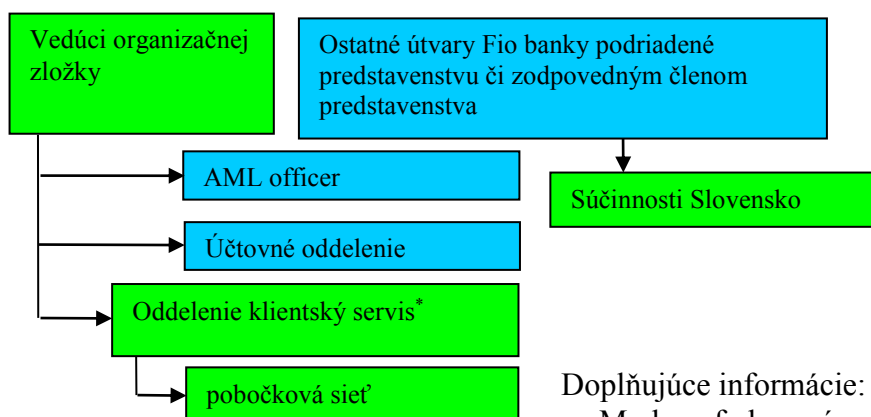 Vedúci organizačnej
zložky
Ostatné útvary Fio banky podriadené
predstavenstvu či zodpovedným členom
predstavenstva
AML officer
Súčinnosti Slovensko
Účtovné oddelenie
Oddelenie klientský servis*
pobočková sieť
Doplňujúce informácie: